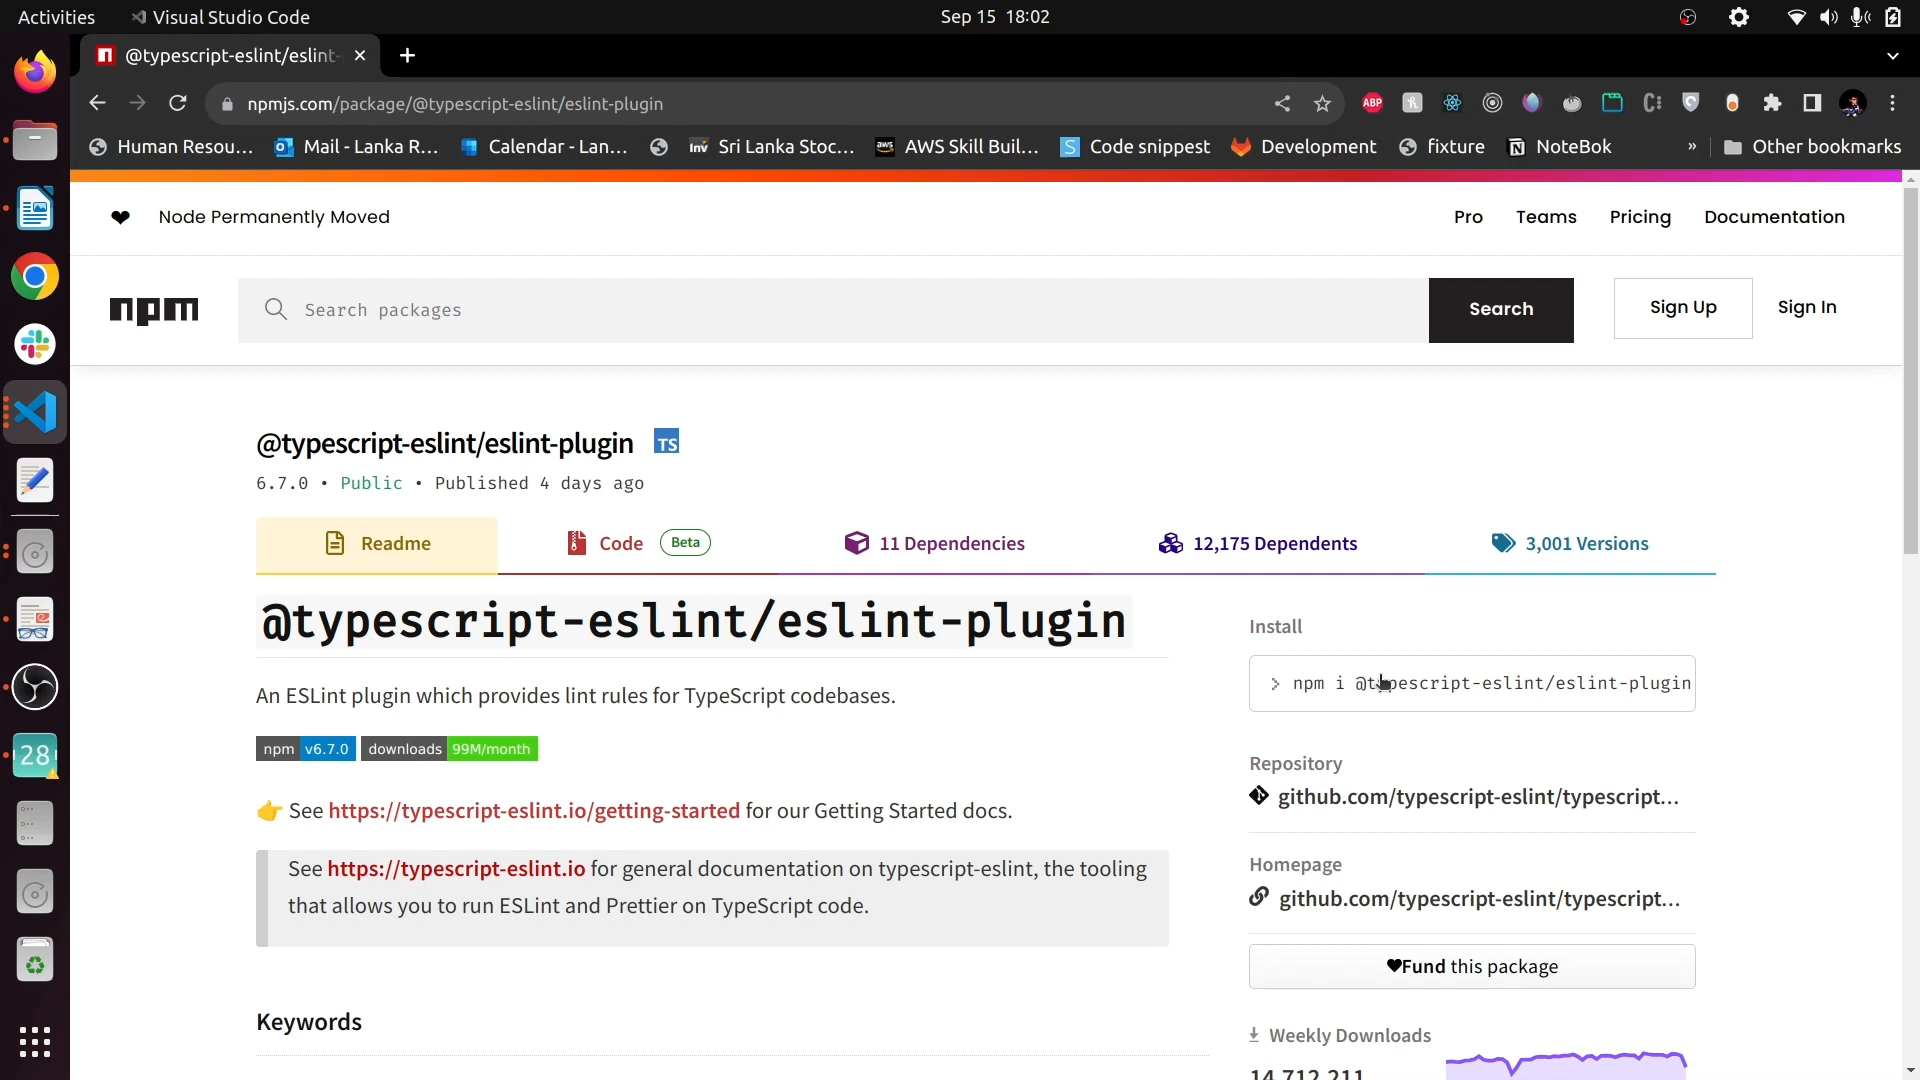 Activities
Visual Studio Code
Sep 15 18:02
@typescript-eslint/eslint-
npmjs.com/package/@typescript-eslint/eslint-plugin
ABP
Human Resou...
Mail - Lanka R...
Calendar - Lan...
Inv
Sri Lanka Stoc...
aws
AWS Skill Buil...
S
Code snippest
Development
fixture
NoteBok
»
Other bookmarks
❤ Node Permanently Moved
Pro
Teams
Pricing
Documentation
npm
Search packages
Search
Sign Up
Sign In
@typescript-eslint/eslint-plugin TS
6.7.0 • Public • Published 4 days ago
Readme
Code Beta
11 Dependencies
12,175 Dependents
3,001 Versions
@typescript-eslint/eslint-plugin
An ESLint plugin which provides lint rules for TypeScript codebases.
npm v6.7.0 downloads 99M/month
👉 See https://typescript-eslint.io/getting-started for our Getting Started docs.
See https://typescript-eslint.io for general documentation on typescript-eslint, the tooling
that allows you to run ESLint and Prettier on TypeScript code.
Keywords
Install
> npm i @typescript-eslint/eslint-plugin
Repository
github.com/typescript-eslint/typescript...
Homepage
github.com/typescript-eslint/typescript...
♥Fund this package
Weekly Downloads
14,712,211
28